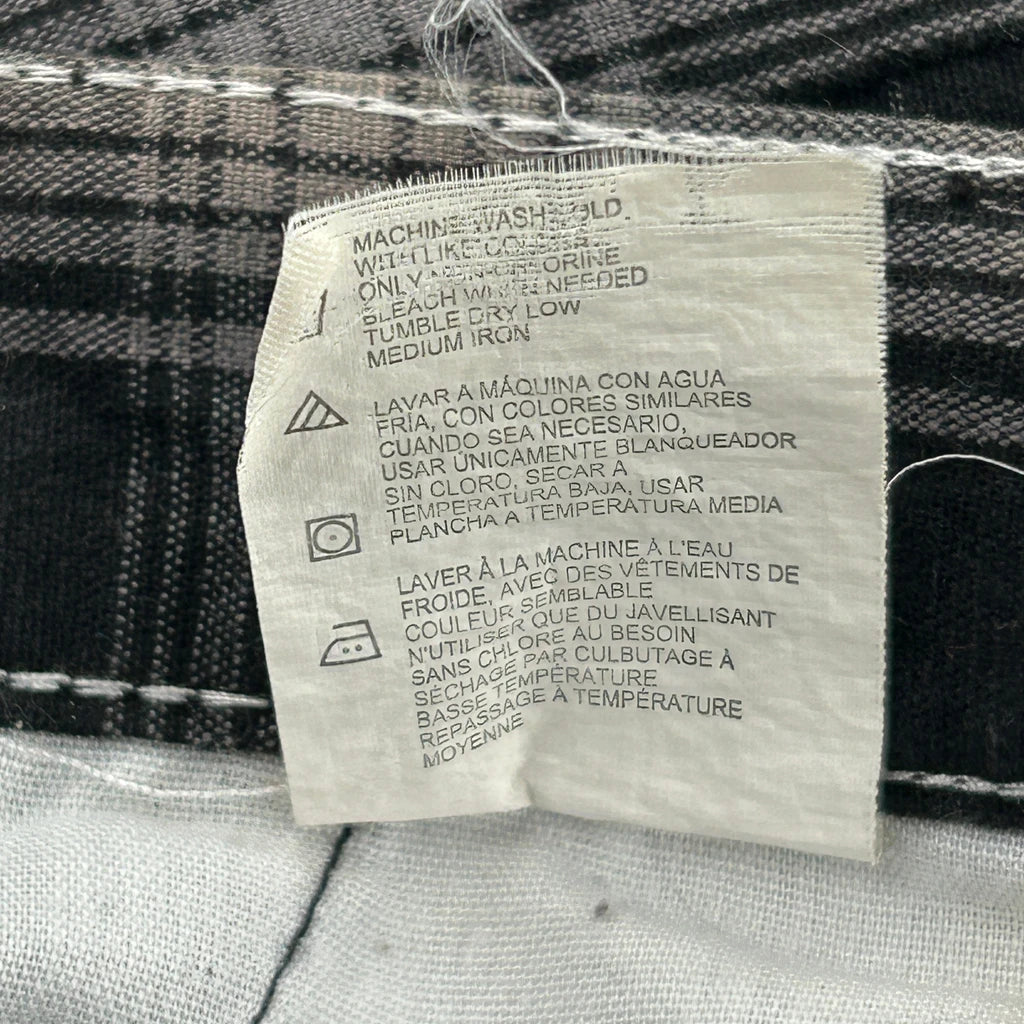 MACHINE WASH COLD
WITH LIKE COLORS
ONLY NON-CHLORINE
BLEACH WHEN NEEDED
TUMBLE DRY LOW
MEDIUM IRON
LAVAR A MÁQUINA CON AGUA
FRÍA, CON COLORES SIMILARES
CUANDO SEA NECESARIO,
USAR ÚNICAMENTE BLANQUEADOR
SIN CLORO, SECAR A
TEMPERATURA BAJA, USAR
PLANCHA A TEMPERATURA MEDIA
LAVER À LA MACHINE À L'EAU
FROIDE, AVEC DES VÊTEMENTS DE
COULEUR SEMBLABLE
N'UTILISER QUE DU JAVELLISANT
SANS CHLORE AU BESOIN
SÉCHAGE PAR CULBUTAGE À
BASSE TEMPÉRATURE
REPASSAGE À TEMPÉRATURE
MOYENNE